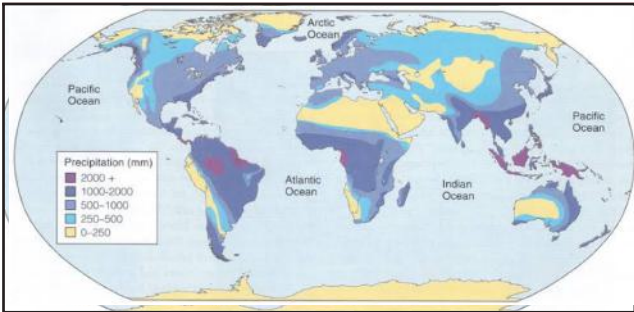 Arctic
Ocean
Pacific
Ocean
Pacific
Ocean
Atlantic
Ocean
Indian
Ocean
Precipitation (mm)
2000 +
1000-2000
500-1000
250-500
0-250